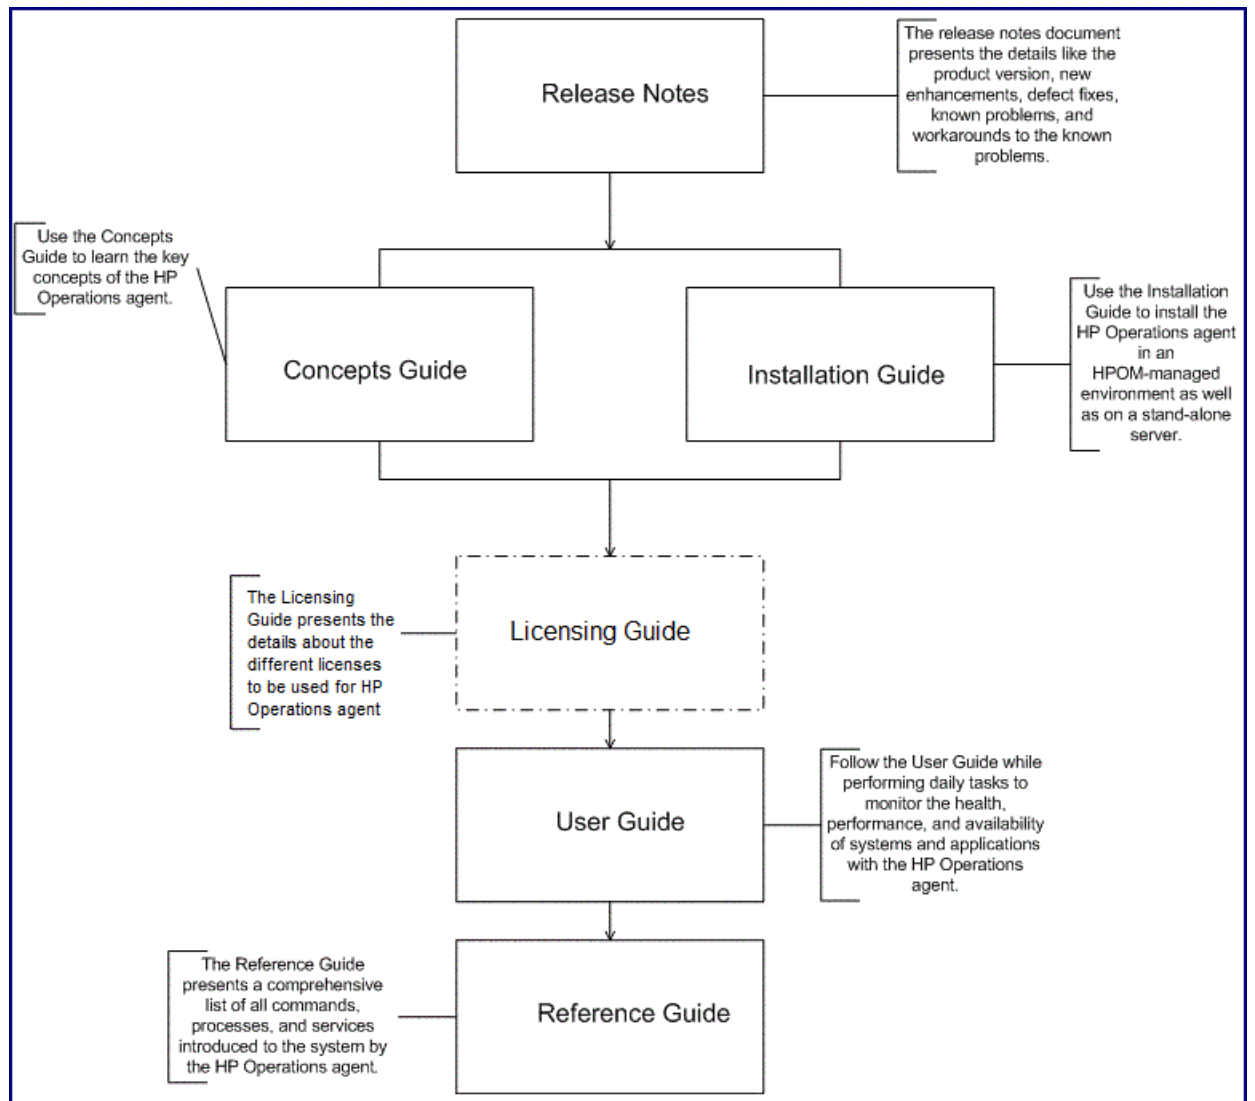 Release Notes
The release notes document
presents the details like the
product version, new
enhancements, defect fixes,
known problems, and
workarounds to the known
problems.
Use the Concepts
Guide to learn the key
concepts of the HP
Operations agent.
Concepts Guide
Installation Guide
Use the Installation
Guide to install the
HP Operations agent
in an
HPOM-managed
environment as well
as on a stand-alone
server.
The Licensing
Guide presents the
details about the
different licenses
to be used for HP
Operations agent
Licensing Guide
User Guide
Follow the User Guide while
performing daily tasks to
monitor the health,
performance, and availability
of systems and applications
with the HP Operations
agent.
The Reference Guide
presents a comprehensive
list of all commands,
processes, and services
introduced to the system by
the HP Operations agent.
Reference Guide